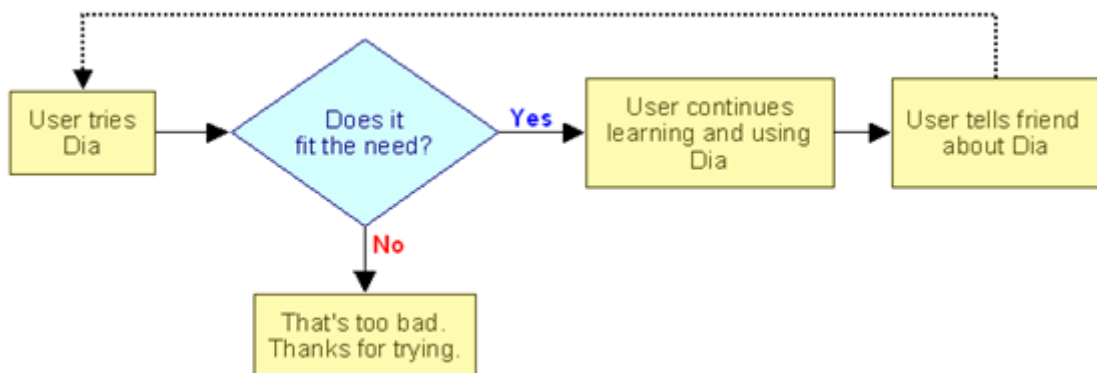 User tries
Dia
Does it
fit the need?
Yes
User continues
learning and using
Dia
User tells friend
about Dia
No
That's too bad.
Thanks for trying.